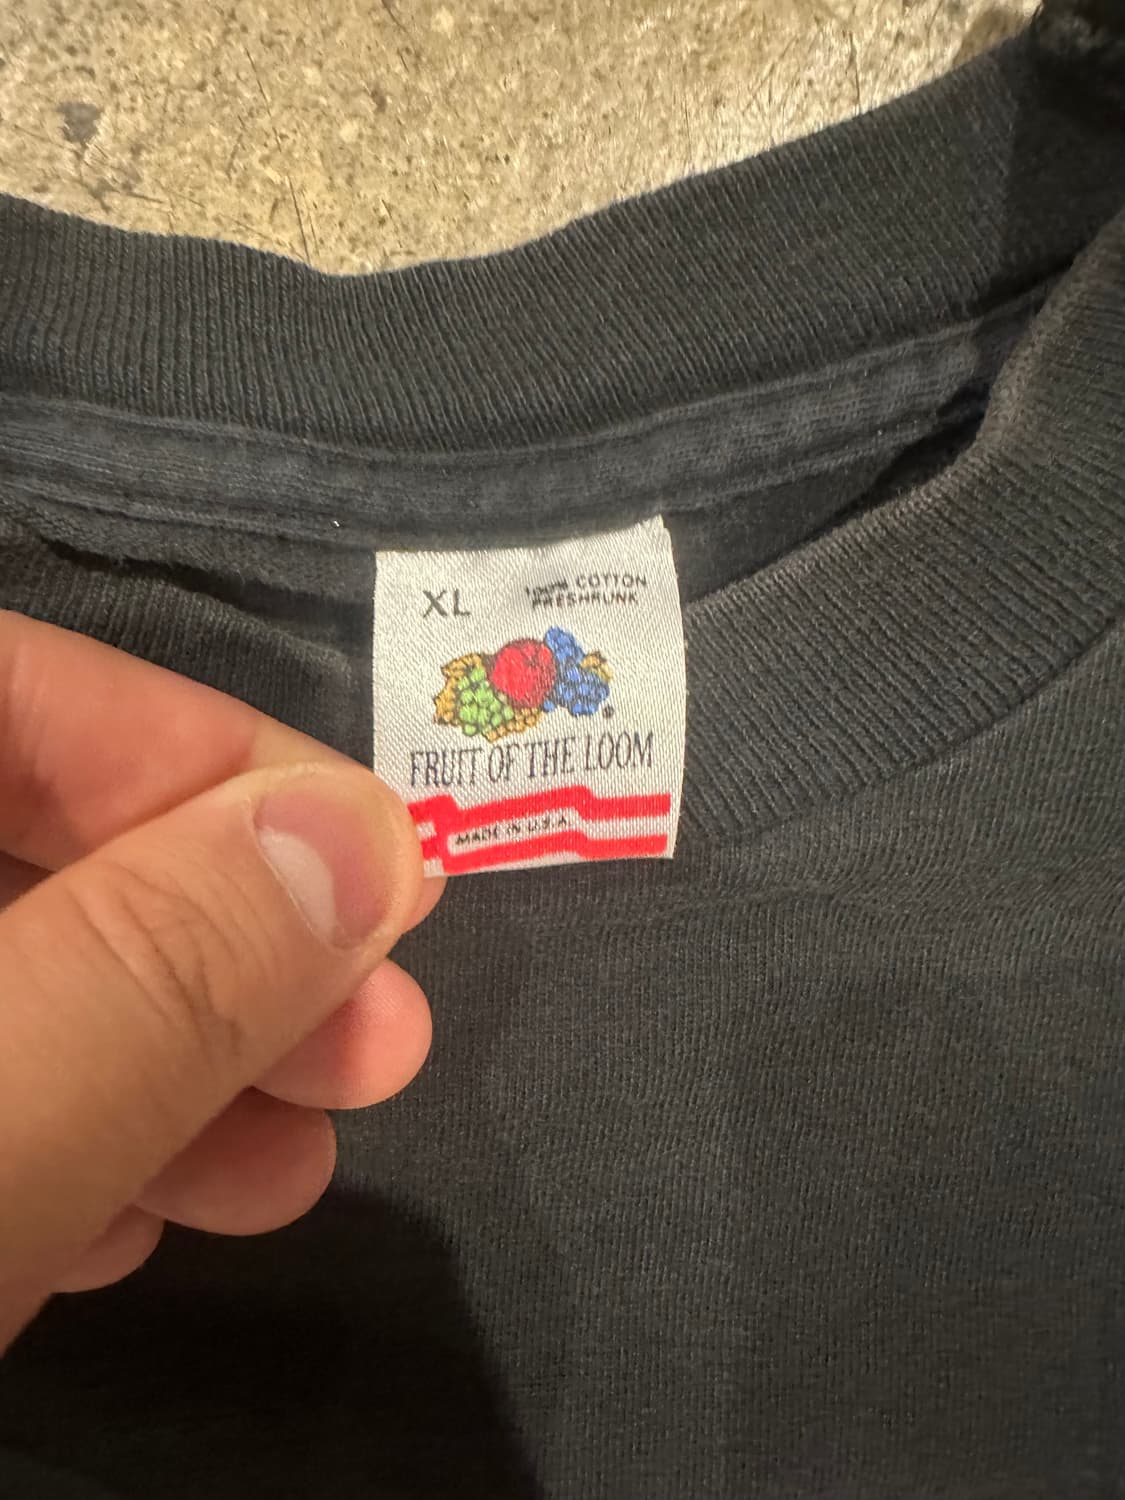 XL
100% COTTON
PRESHRUNK
®
FRUIT OF THE LOOM
MADE IN U.S.A.